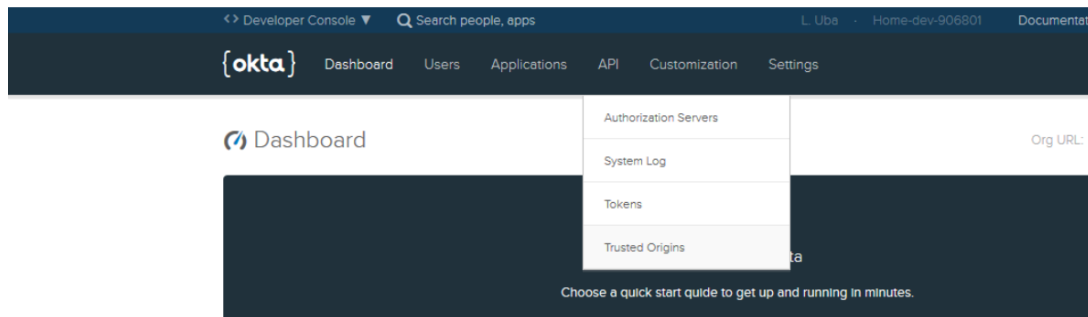 <> Developer Console ▼ Search people, apps L. Uba · Home-dev-906801 Documentat
{okta} Dashboard Users Applications API Customization Settings
Authorization Servers
Dashboard Org URL:
System Log
Tokens
Trusted Origins
ta
Choose a quick start guide to get up and running in minutes.